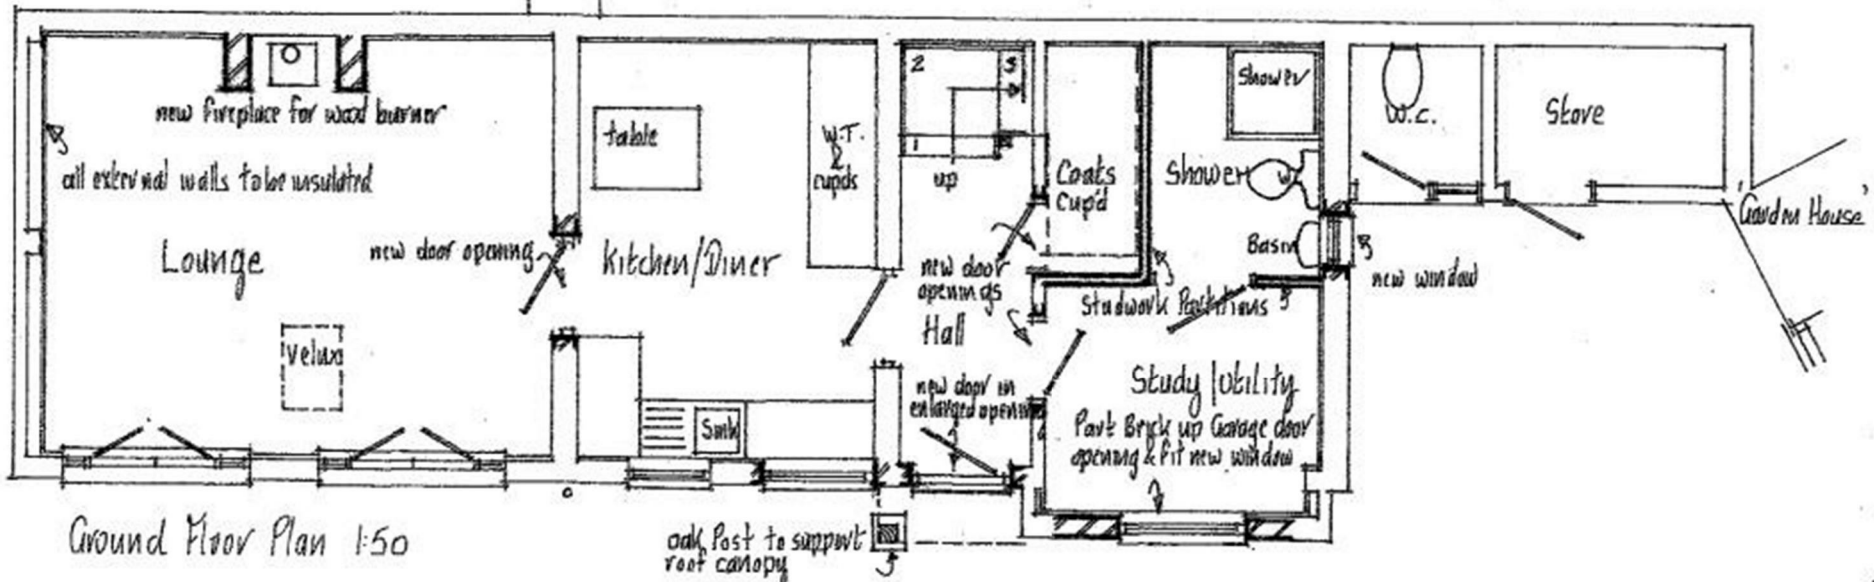 new fireplace for wood burner
all external walls to be insulated
Lounge
Velux
new door opening
table
Kitchen/Diner
W.T.
&
cupds
Sink
2
3
1
up
new door
openings
Hall
new door in
enlarged opening
Coats
Cup'd
Shower
Shower
W
Basin
new window
Studwork Partitions
Study/Utility
Part Brick up Garage door
opening & fit new window
W.C.
Store
Garden House
Ground Floor Plan 1:50
oak Post to support
roof canopy